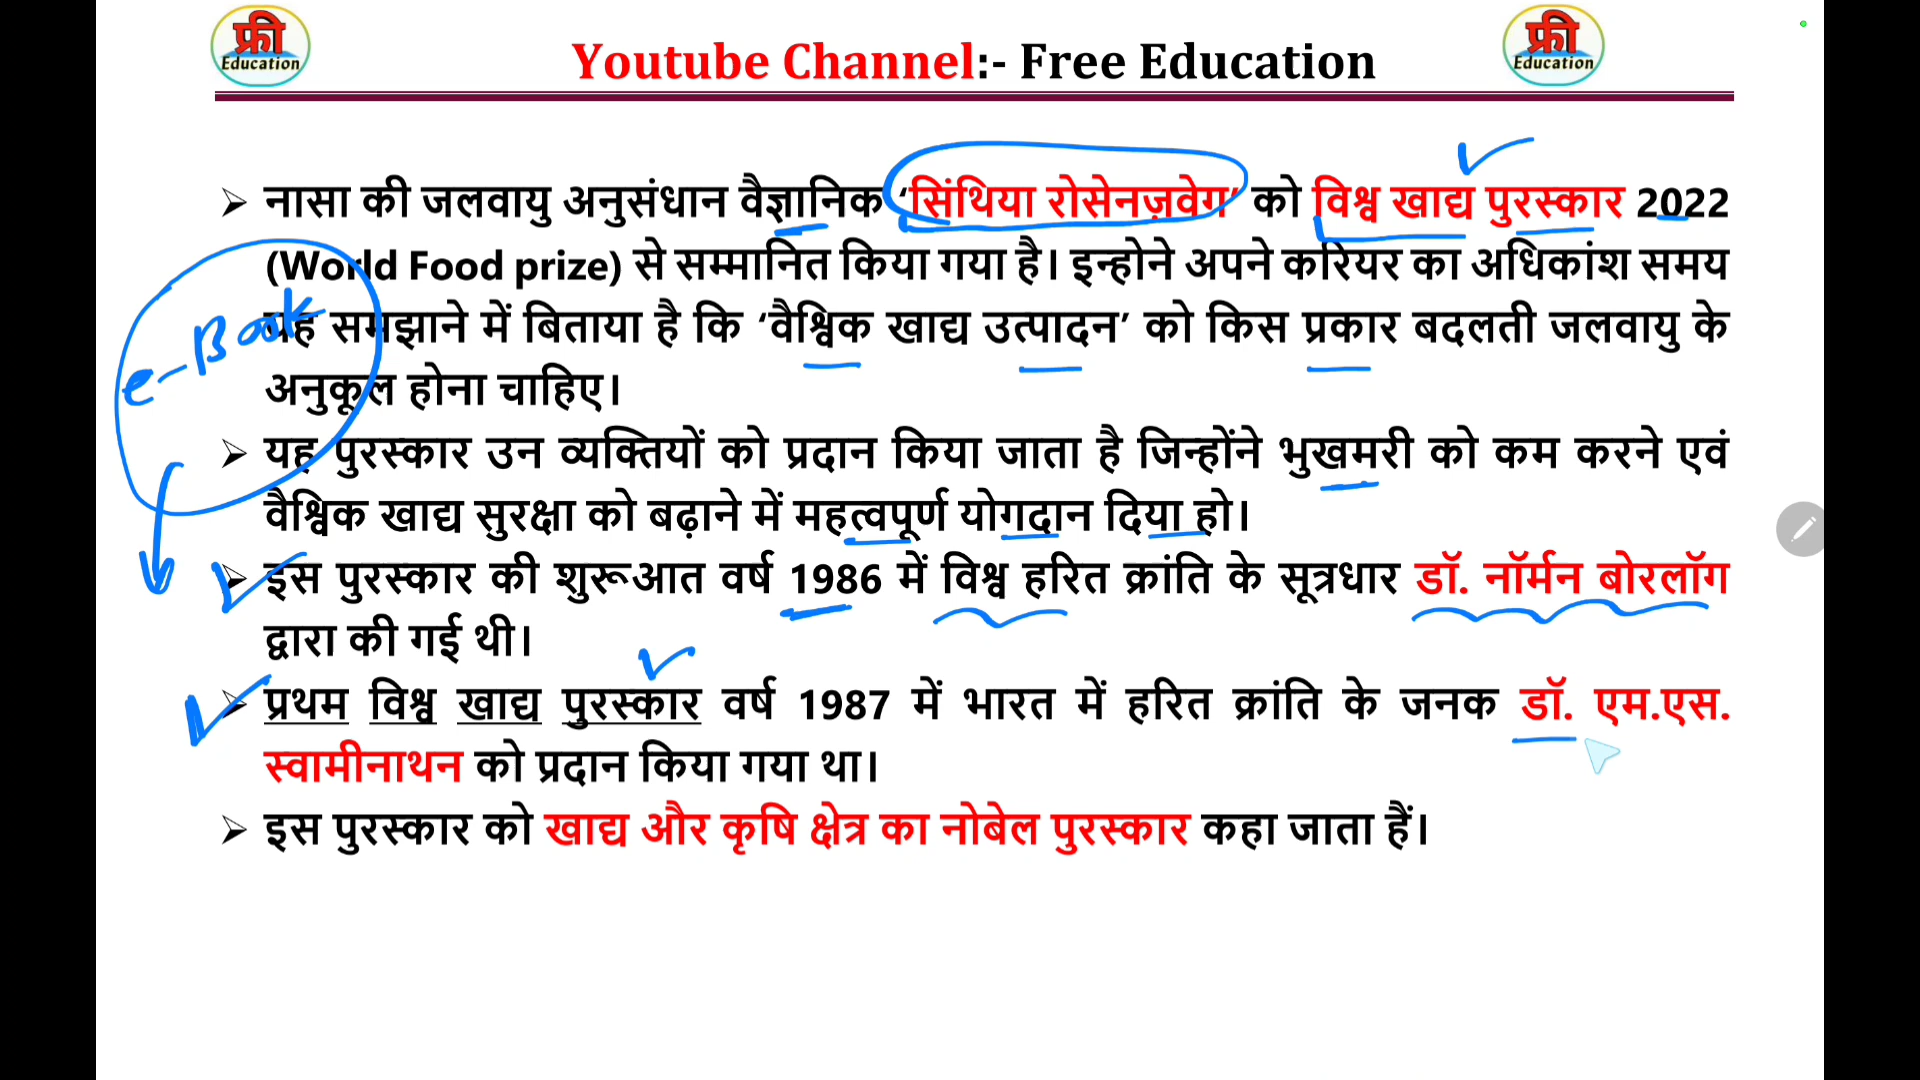 फ्री
Education
Youtube Channel:- Free Education
फ्री
Education
नासा की जलवायु अनुसंधान वैज्ञानिक ‘सिंथिया रोसेनज़वेग’ को विश्व खाद्य पुरस्कार 2022
(World Food prize) से सम्मानित किया गया है। इन्होने अपने करियर का अधिकांश समय
यह समझाने में बिताया है कि ‘वैश्विक खाद्य उत्पादन’ को किस प्रकार बदलती जलवायु के
अनुकूल होना चाहिए।
e-Book
यह पुरस्कार उन व्यक्तियों को प्रदान किया जाता है जिन्होंने भुखमरी को कम करने एवं
वैश्विक खाद्य सुरक्षा को बढ़ाने में महत्वपूर्ण योगदान दिया हो।
इस पुरस्कार की शुरूआत वर्ष 1986 में विश्व हरित क्रांति के सूत्रधार डॉ. नॉर्मन बोरलॉग
द्वारा की गई थी।
प्रथम विश्व खाद्य पुरस्कार वर्ष 1987 में भारत में हरित क्रांति के जनक डॉ. एम.एस.
स्वामीनाथन को प्रदान किया गया था।
इस पुरस्कार को खाद्य और कृषि क्षेत्र का नोबेल पुरस्कार कहा जाता हैं।